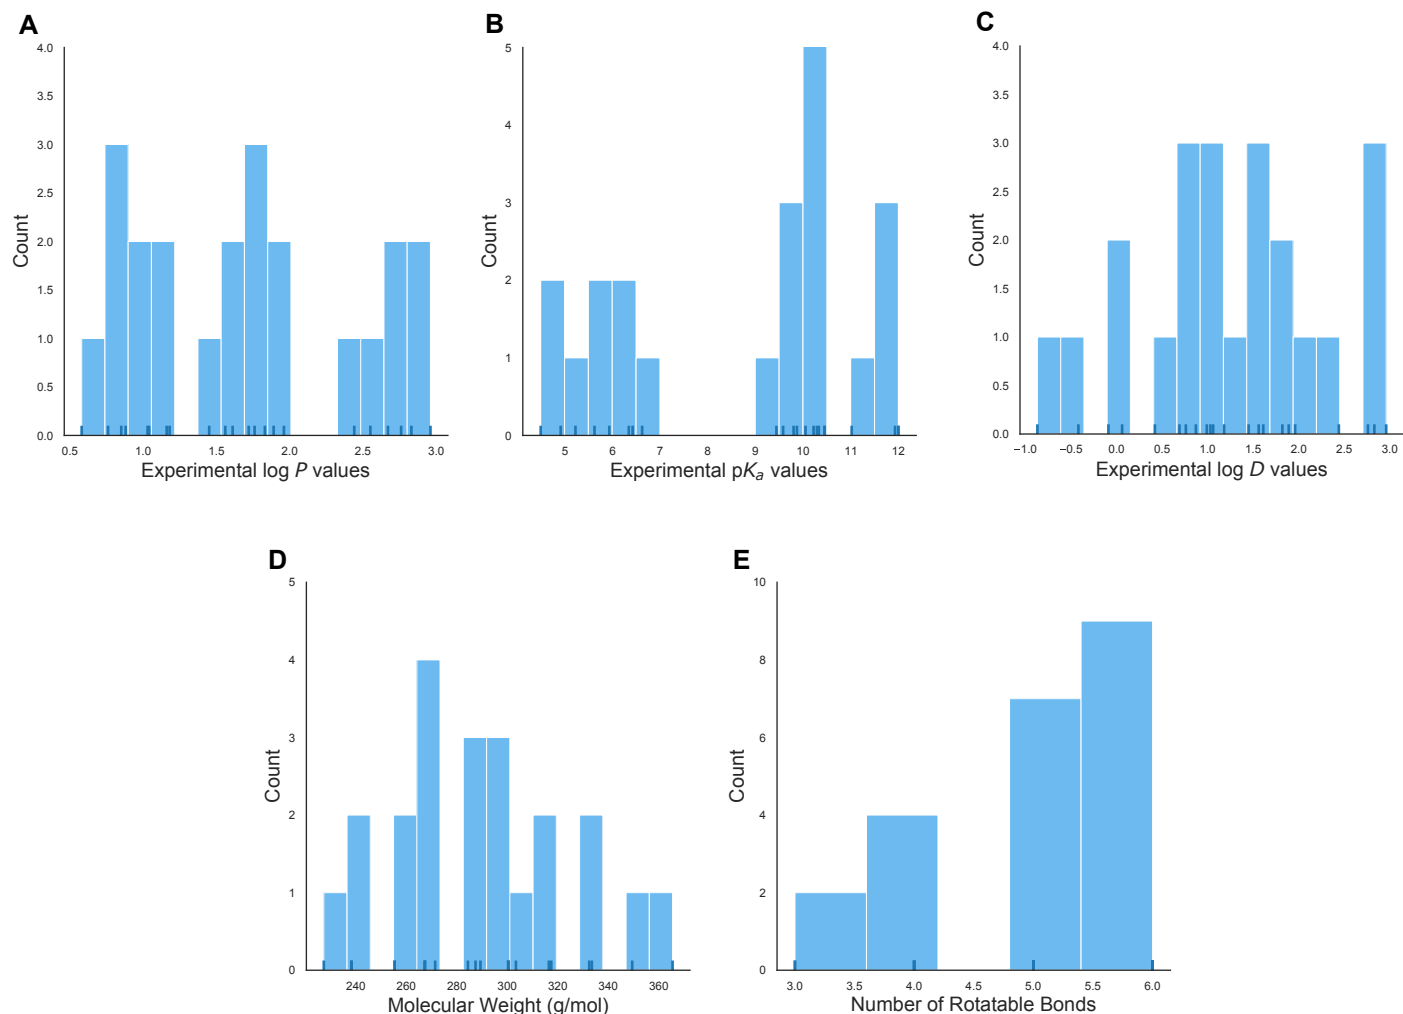 A
4.0
3.5
3.0
2.5
2.0
1.5
1.0
0.5
0.0
Count
0.5 1.0 1.5 2.0 2.5 3.0
Experimental log P values
B
5
4
3
2
1
0
Count
5 6 7 8 9 10 11 12
Experimental pKa values
C
4.0
3.5
3.0
2.5
2.0
1.5
1.0
0.5
0.0
Count
−1.0 −0.5 0.0 0.5 1.0 1.5 2.0 2.5 3.0
Experimental log D values
D
5
4
3
2
1
0
Count
240 260 280 300 320 340 360
Molecular Weight (g/mol)
E
10
8
6
4
2
0
Count
3.0 3.5 4.0 4.5 5.0 5.5 6.0
Number of Rotatable Bonds